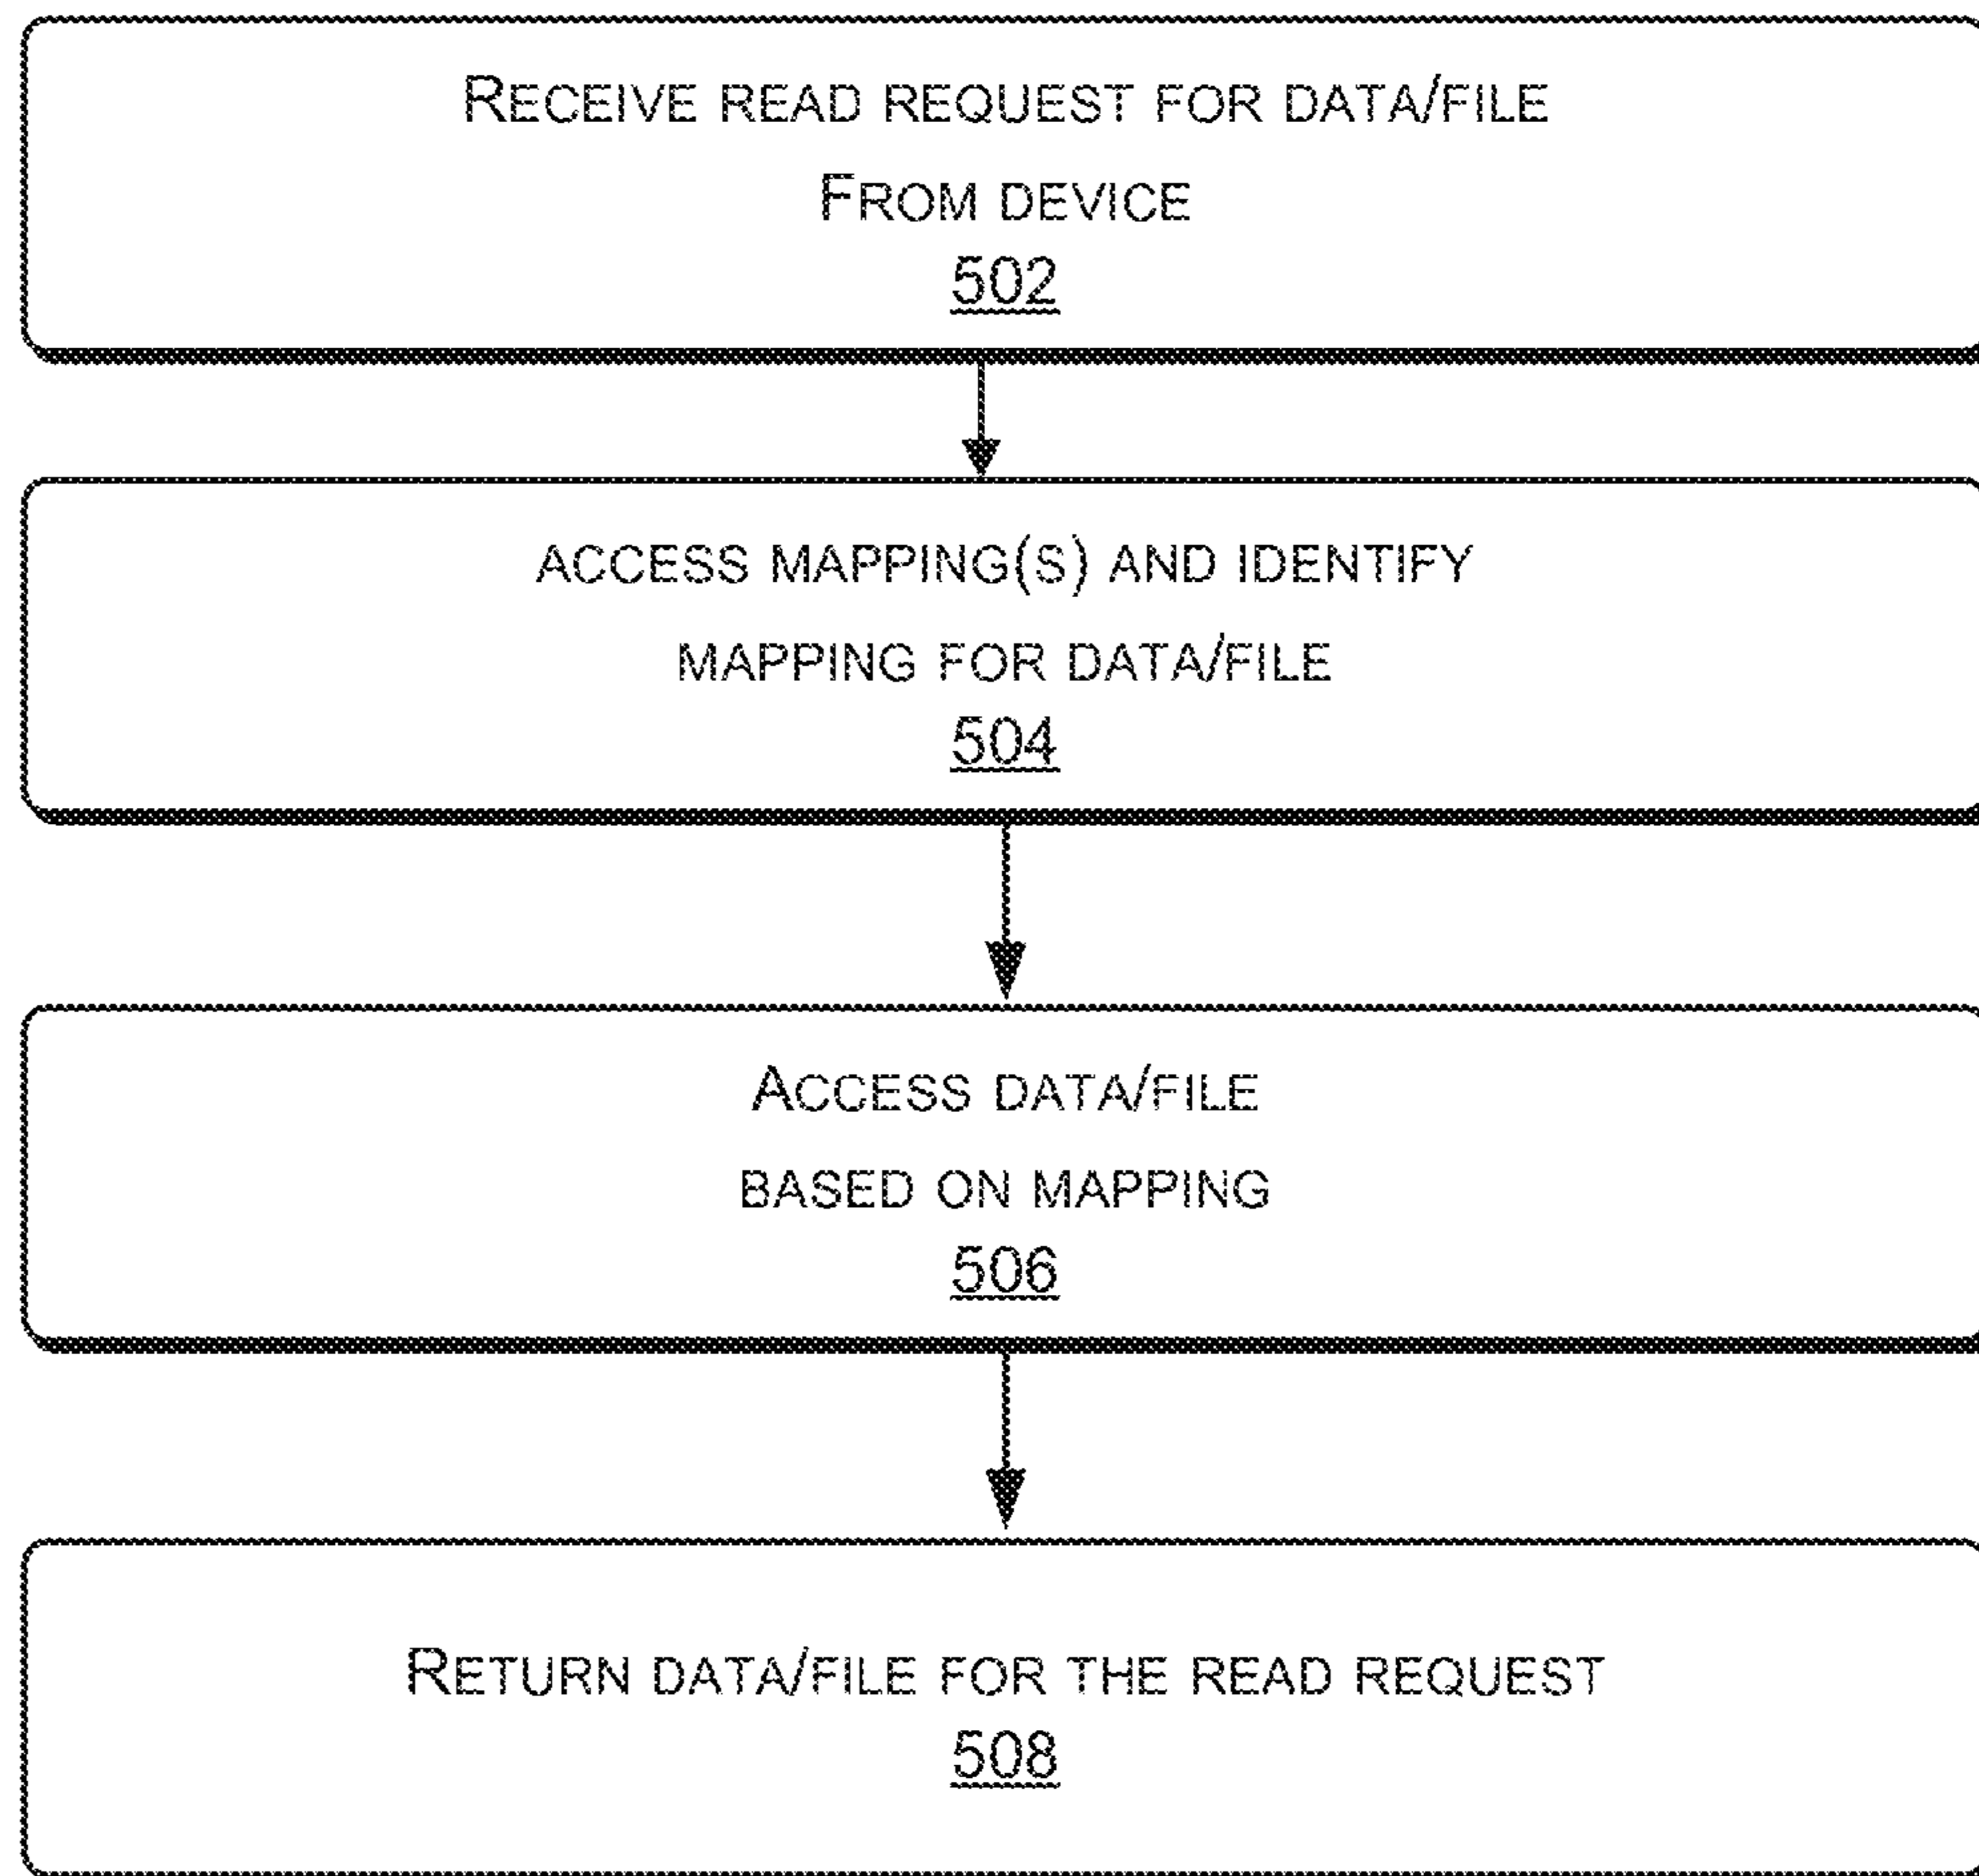 RECEIVE READ REQUEST FOR DATA/FILE
FROM DEVICE
502
ACCESS MAPPING(S) AND IDENTIFY
MAPPING FOR DATA/FILE
504
ACCESS DATA/FILE
BASED ON MAPPING
506
RETURN DATA/FILE FOR THE READ REQUEST
508